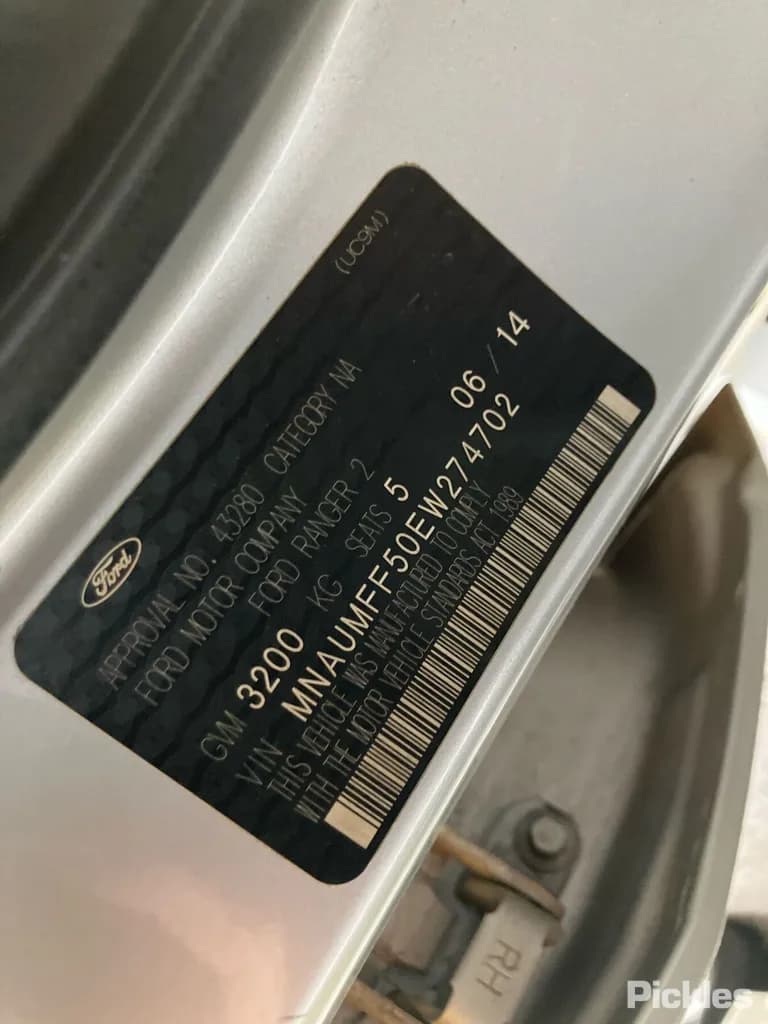 (UC9M)
Ford
APPROVAL NO. 43280 CATEGORY NA
FORD MOTOR COMPANY
FORD RANGER 2
06 / 14
GVM 3200 KG SEATS 5
VIN MNAUMFF50EW274702
THIS VEHICLE WAS MANUFACTURED TO COMPLY
WITH THE MOTOR VEHICLE STANDARDS ACT 1989
RH
Pickles